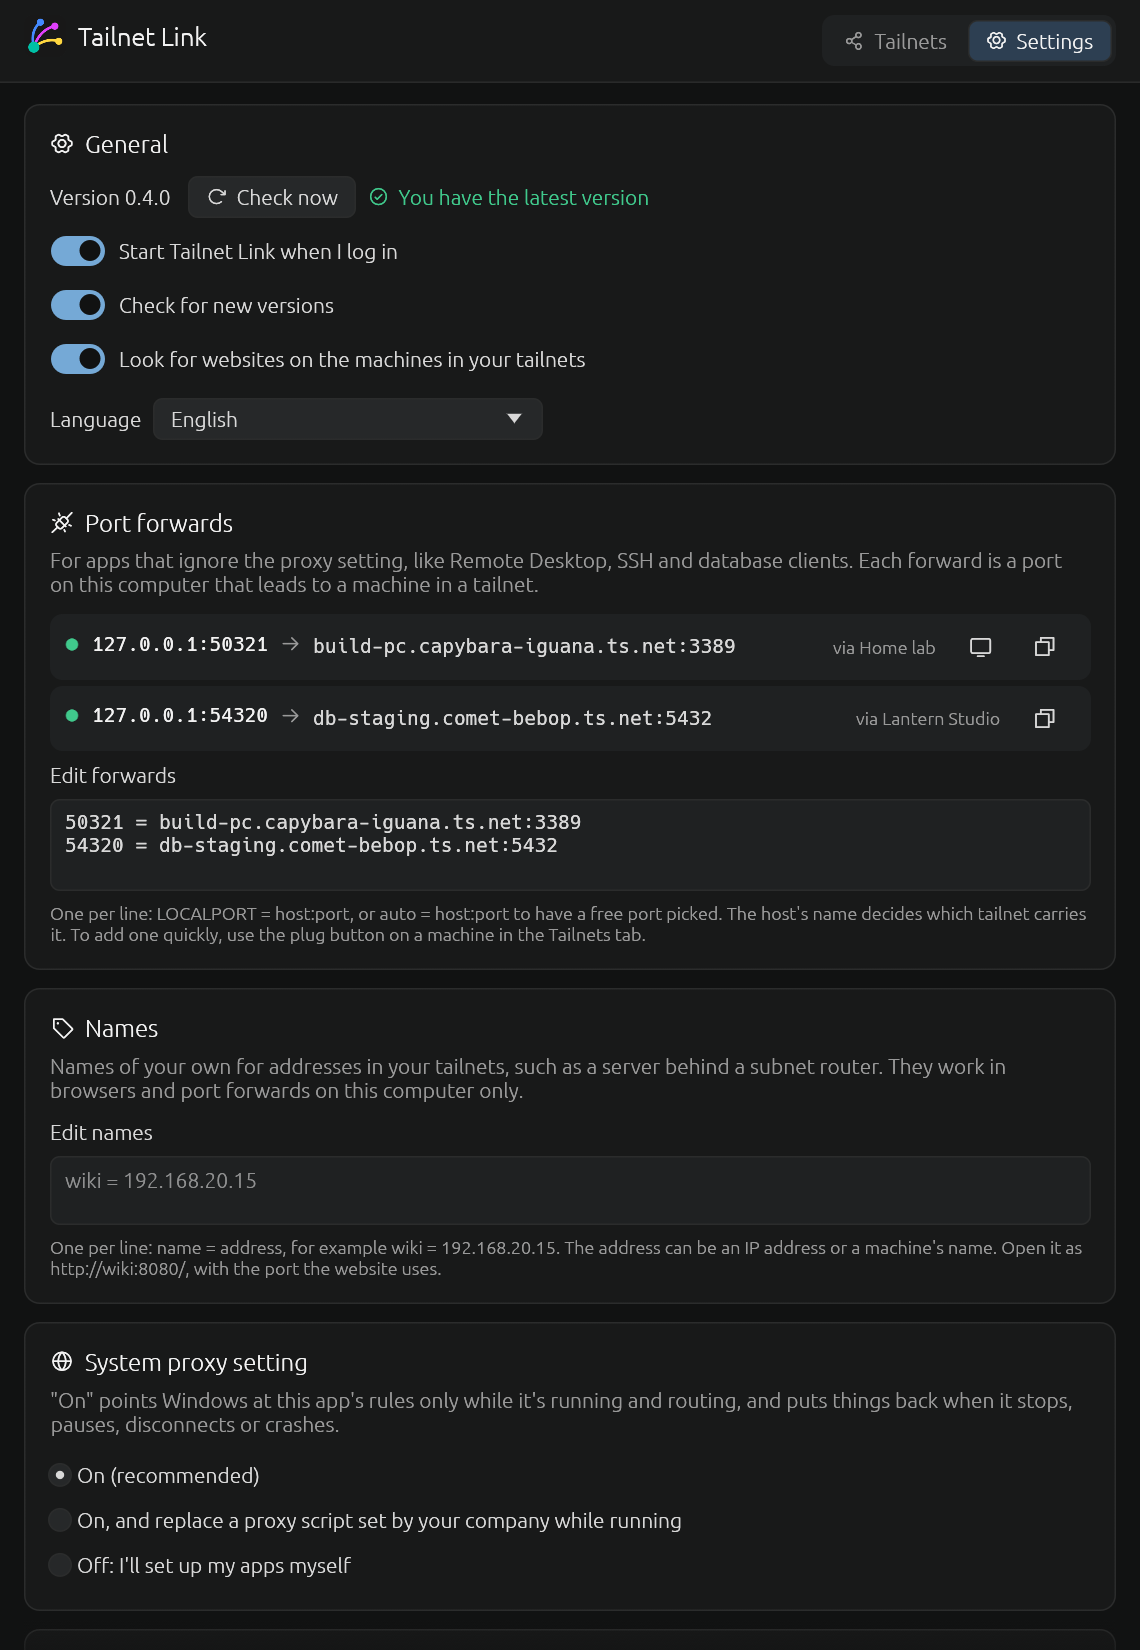 Tailnet Link
Tailnets
Settings
General
Version 0.4.0
Check now
You have the latest version
Start Tailnet Link when I log in
Check for new versions
Look for websites on the machines in your tailnets
Language
English
Port forwards
For apps that ignore the proxy setting, like Remote Desktop, SSH and database clients. Each forward is a port
on this computer that leads to a machine in a tailnet.
127.0.0.1:50321 → build-pc.capybara-iguana.ts.net:3389 via Home lab
127.0.0.1:54320 → db-staging.comet-bebop.ts.net:5432 via Lantern Studio
Edit forwards
50321 = build-pc.capybara-iguana.ts.net:3389
54320 = db-staging.comet-bebop.ts.net:5432
One per line: LOCALPORT = host:port, or auto = host:port to have a free port picked. The host's name decides which tailnet carries
it. To add one quickly, use the plug button on a machine in the Tailnets tab.
Names
Names of your own for addresses in your tailnets, such as a server behind a subnet router. They work in
browsers and port forwards on this computer only.
Edit names
wiki = 192.168.20.15
One per line: name = address, for example wiki = 192.168.20.15. The address can be an IP address or a machine's name. Open it as
http://wiki:8080/, with the port the website uses.
System proxy setting
"On" points Windows at this app's rules only while it's running and routing, and puts things back when it stops,
pauses, disconnects or crashes.
On (recommended)
On, and replace a proxy script set by your company while running
Off: I'll set up my apps myself